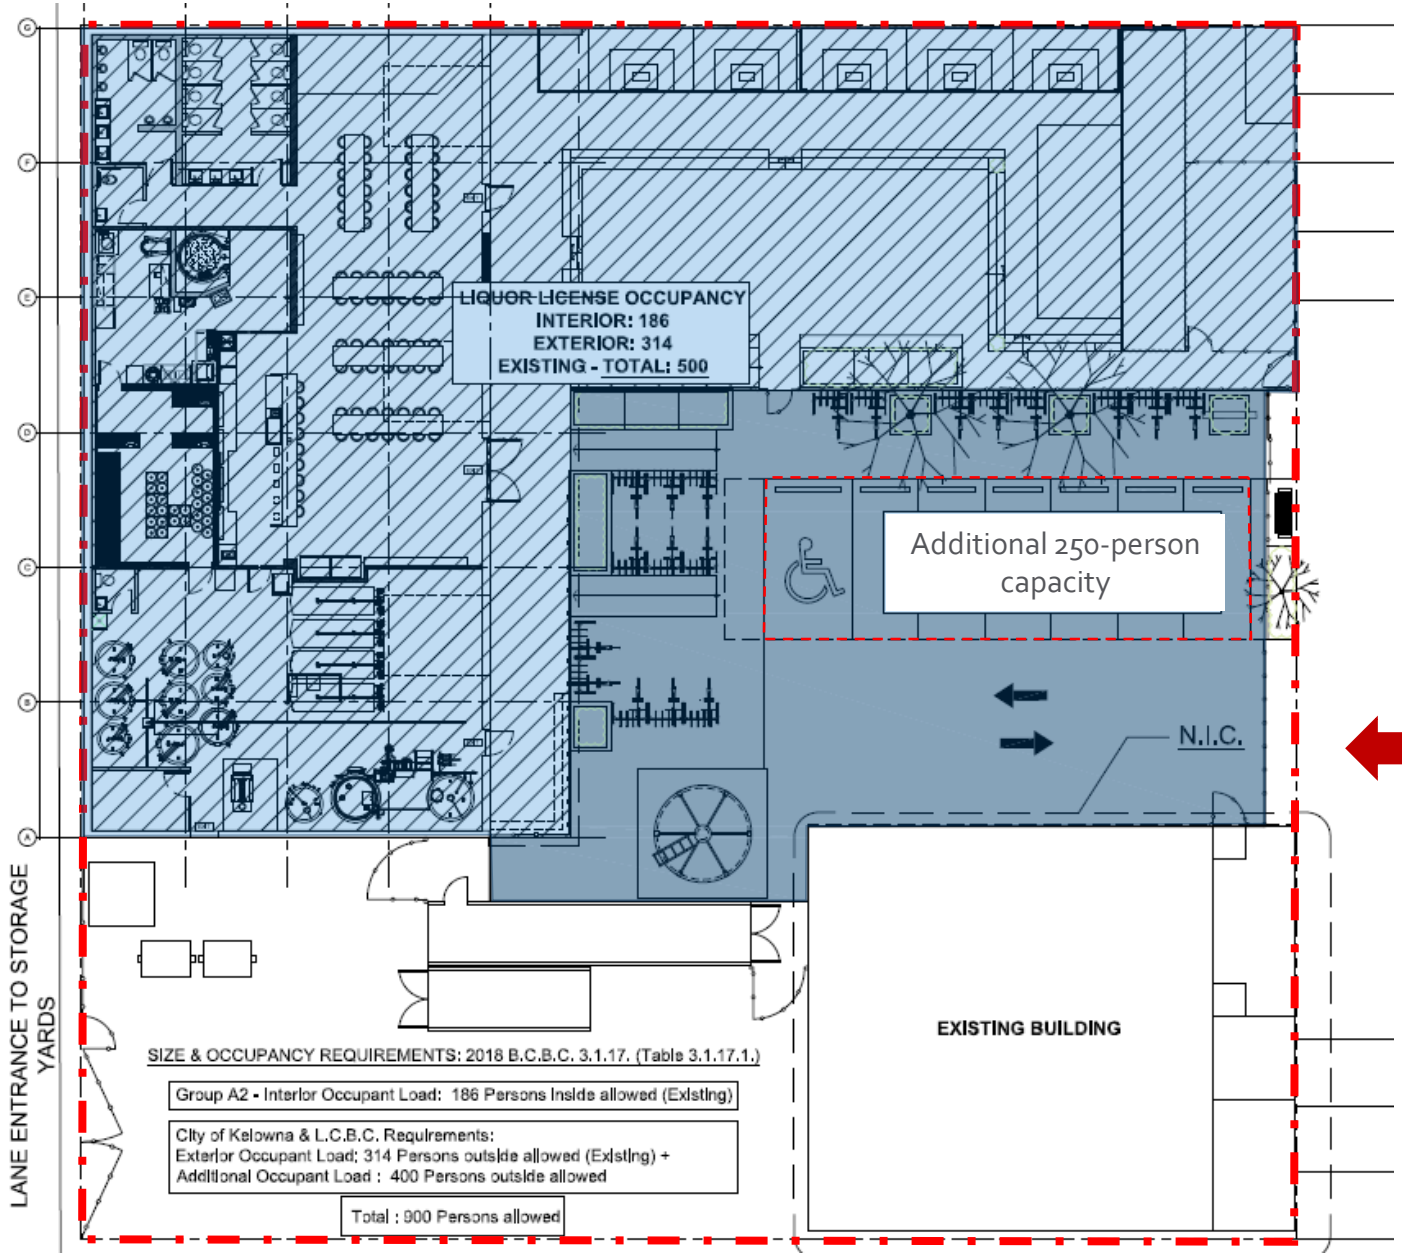 G
F
E
D
C
B
A
LIQUOR LICENSE OCCUPANCY
INTERIOR: 186
EXTERIOR: 314
EXISTING - TOTAL: 500
Additional 250-person
capacity
N.I.C.
EXISTING BUILDING
LANE ENTRANCE TO STORAGE
YARDS
SIZE & OCCUPANCY REQUIREMENTS: 2018 B.C.B.C. 3.1.17. (Table 3.1.17.1.)
Group A2 - Interior Occupant Load: 186 Persons Inside allowed (Existing)
City of Kelowna & L.C.B.C. Requirements:
Exterior Occupant Load; 314 Persons outside allowed (Existing) +
Additional Occupant Load : 400 Persons outside allowed
Total : 900 Persons allowed